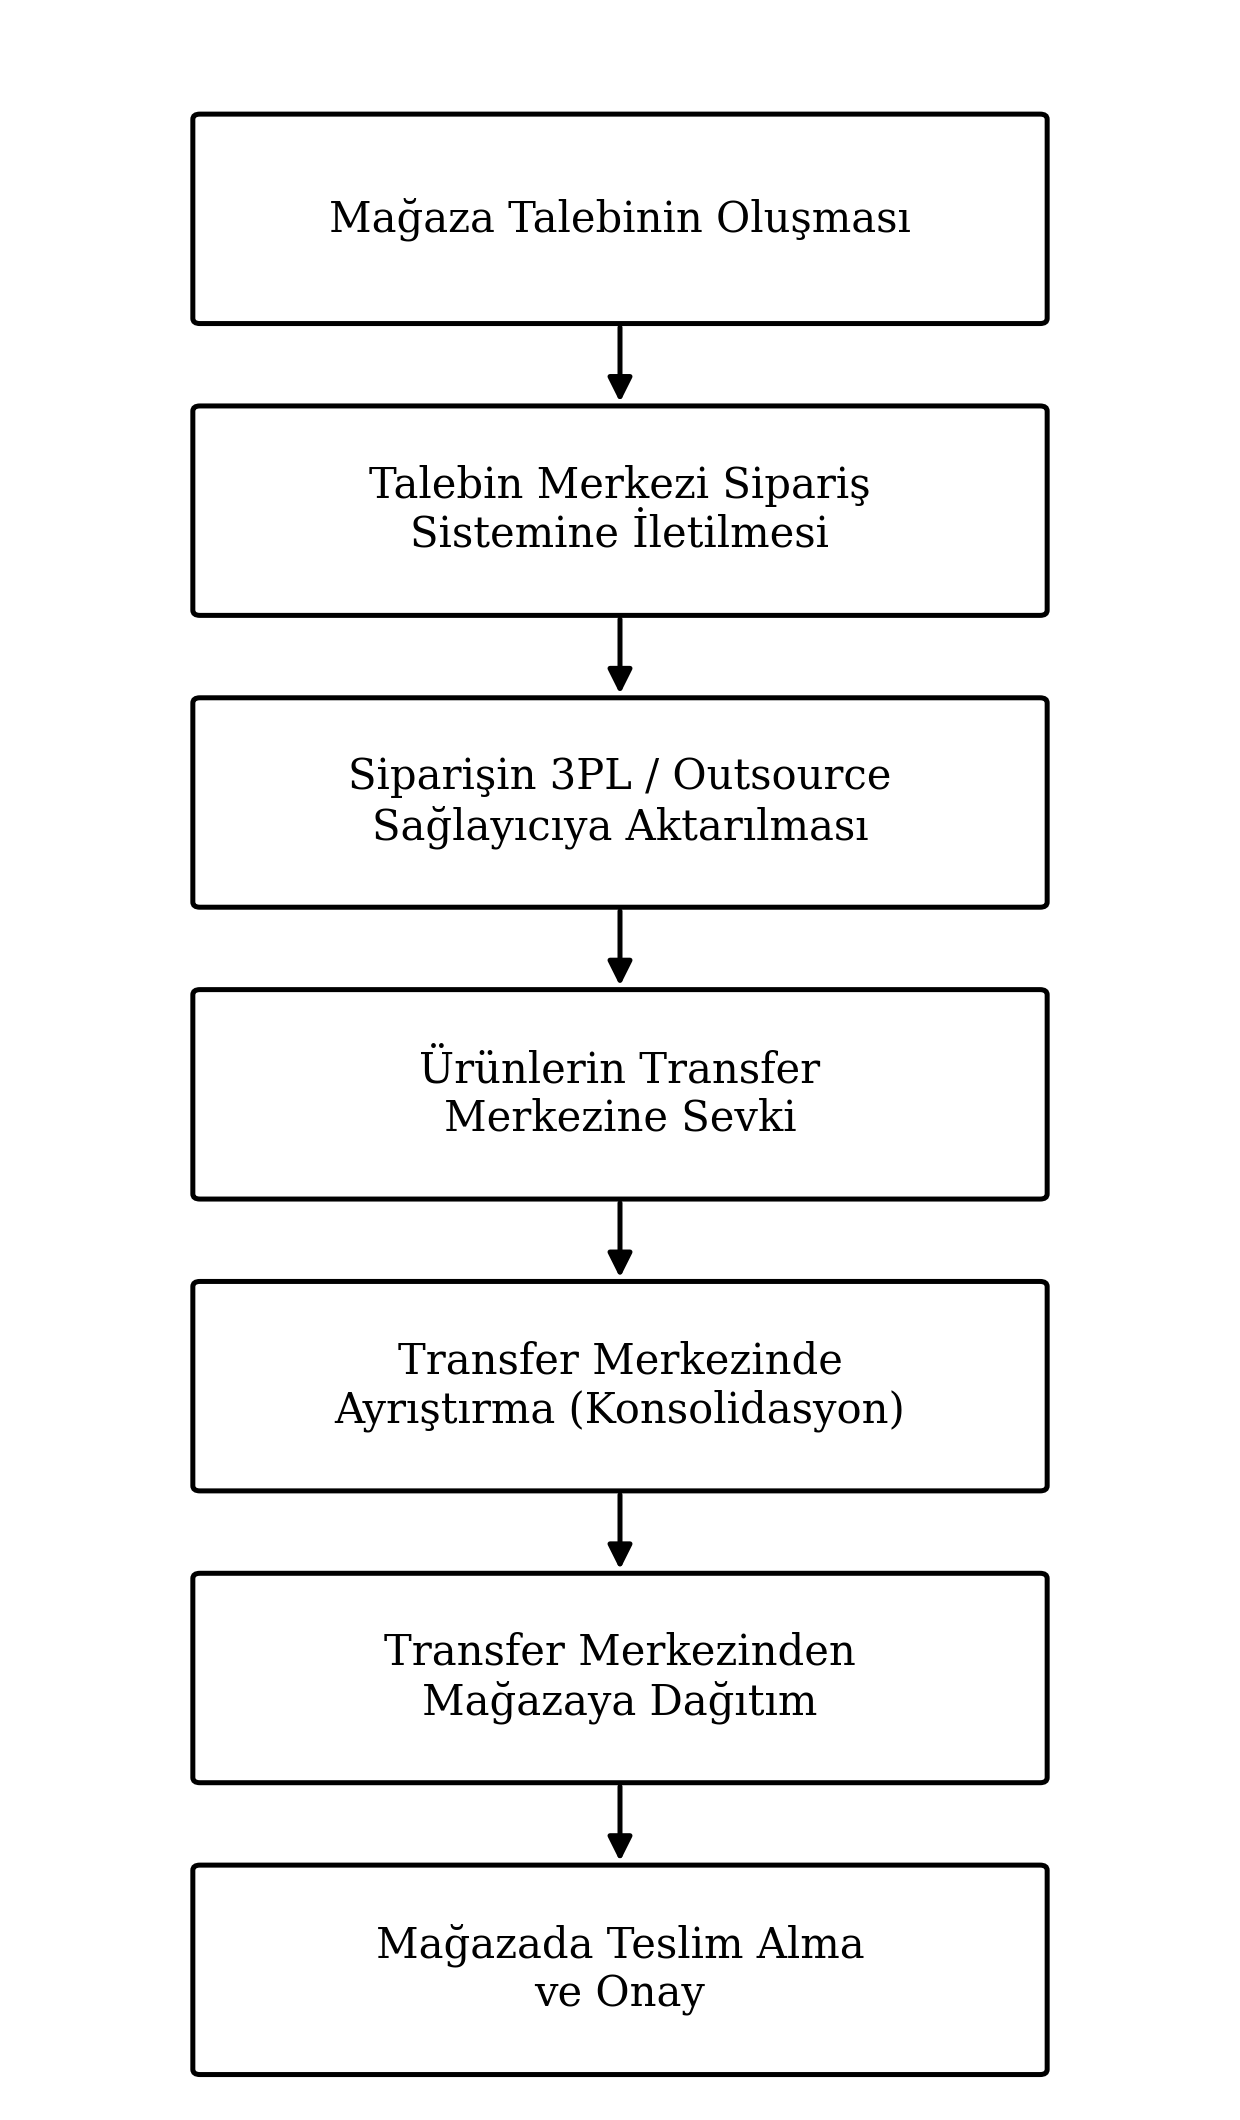 Mağaza Talebinin Oluşması
Talebin Merkezi Sipariş
Sistemine İletilmesi
Siparişin 3PL / Outsource
Sağlayıcıya Aktarılması
Ürünlerin Transfer
Merkezine Sevki
Transfer Merkezinde
Ayrıştırma (Konsolidasyon)
Transfer Merkezinden
Mağazaya Dağıtım
Mağazada Teslim Alma
ve Onay